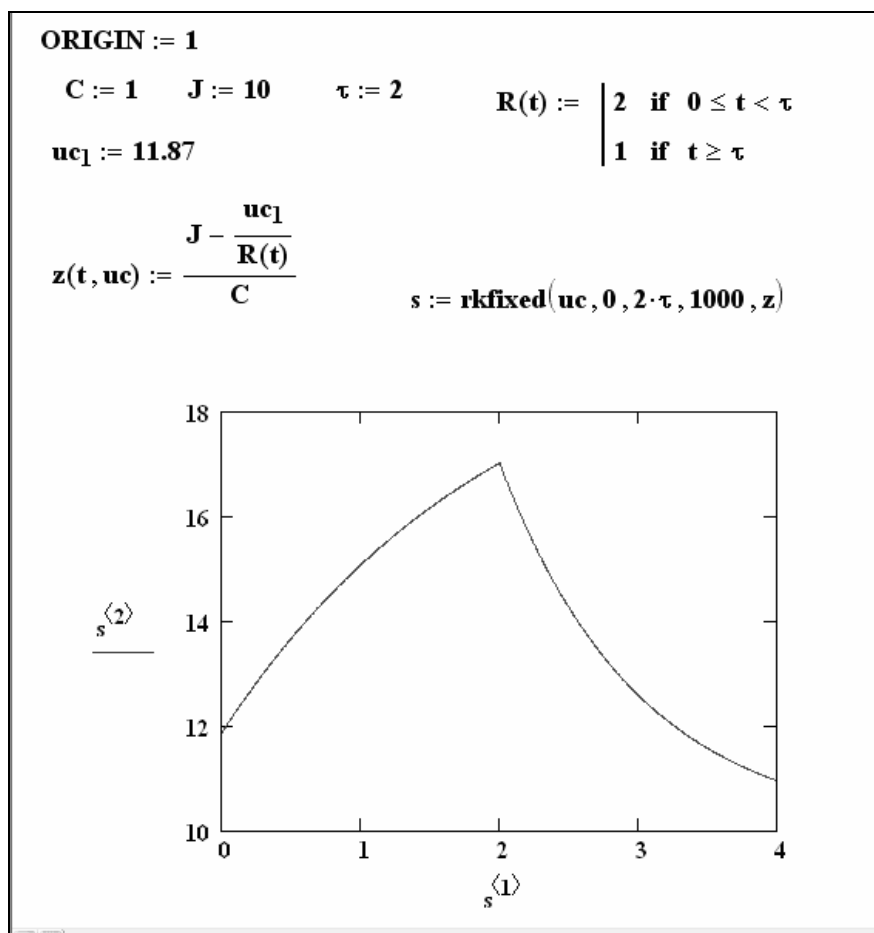 ORIGIN := 1
C := 1 J := 10 τ := 2
R(t) := | 2 if 0 ≤ t < τ
1 if t ≥ τ
uc₁ := 11.87
z(t , uc) := (J − uc₁/R(t))/C
s := rkfixed(uc , 0 , 2·τ , 1000 , z)
18
16
14
12
10
s⟨2⟩
0 1 2 3 4
s⟨1⟩